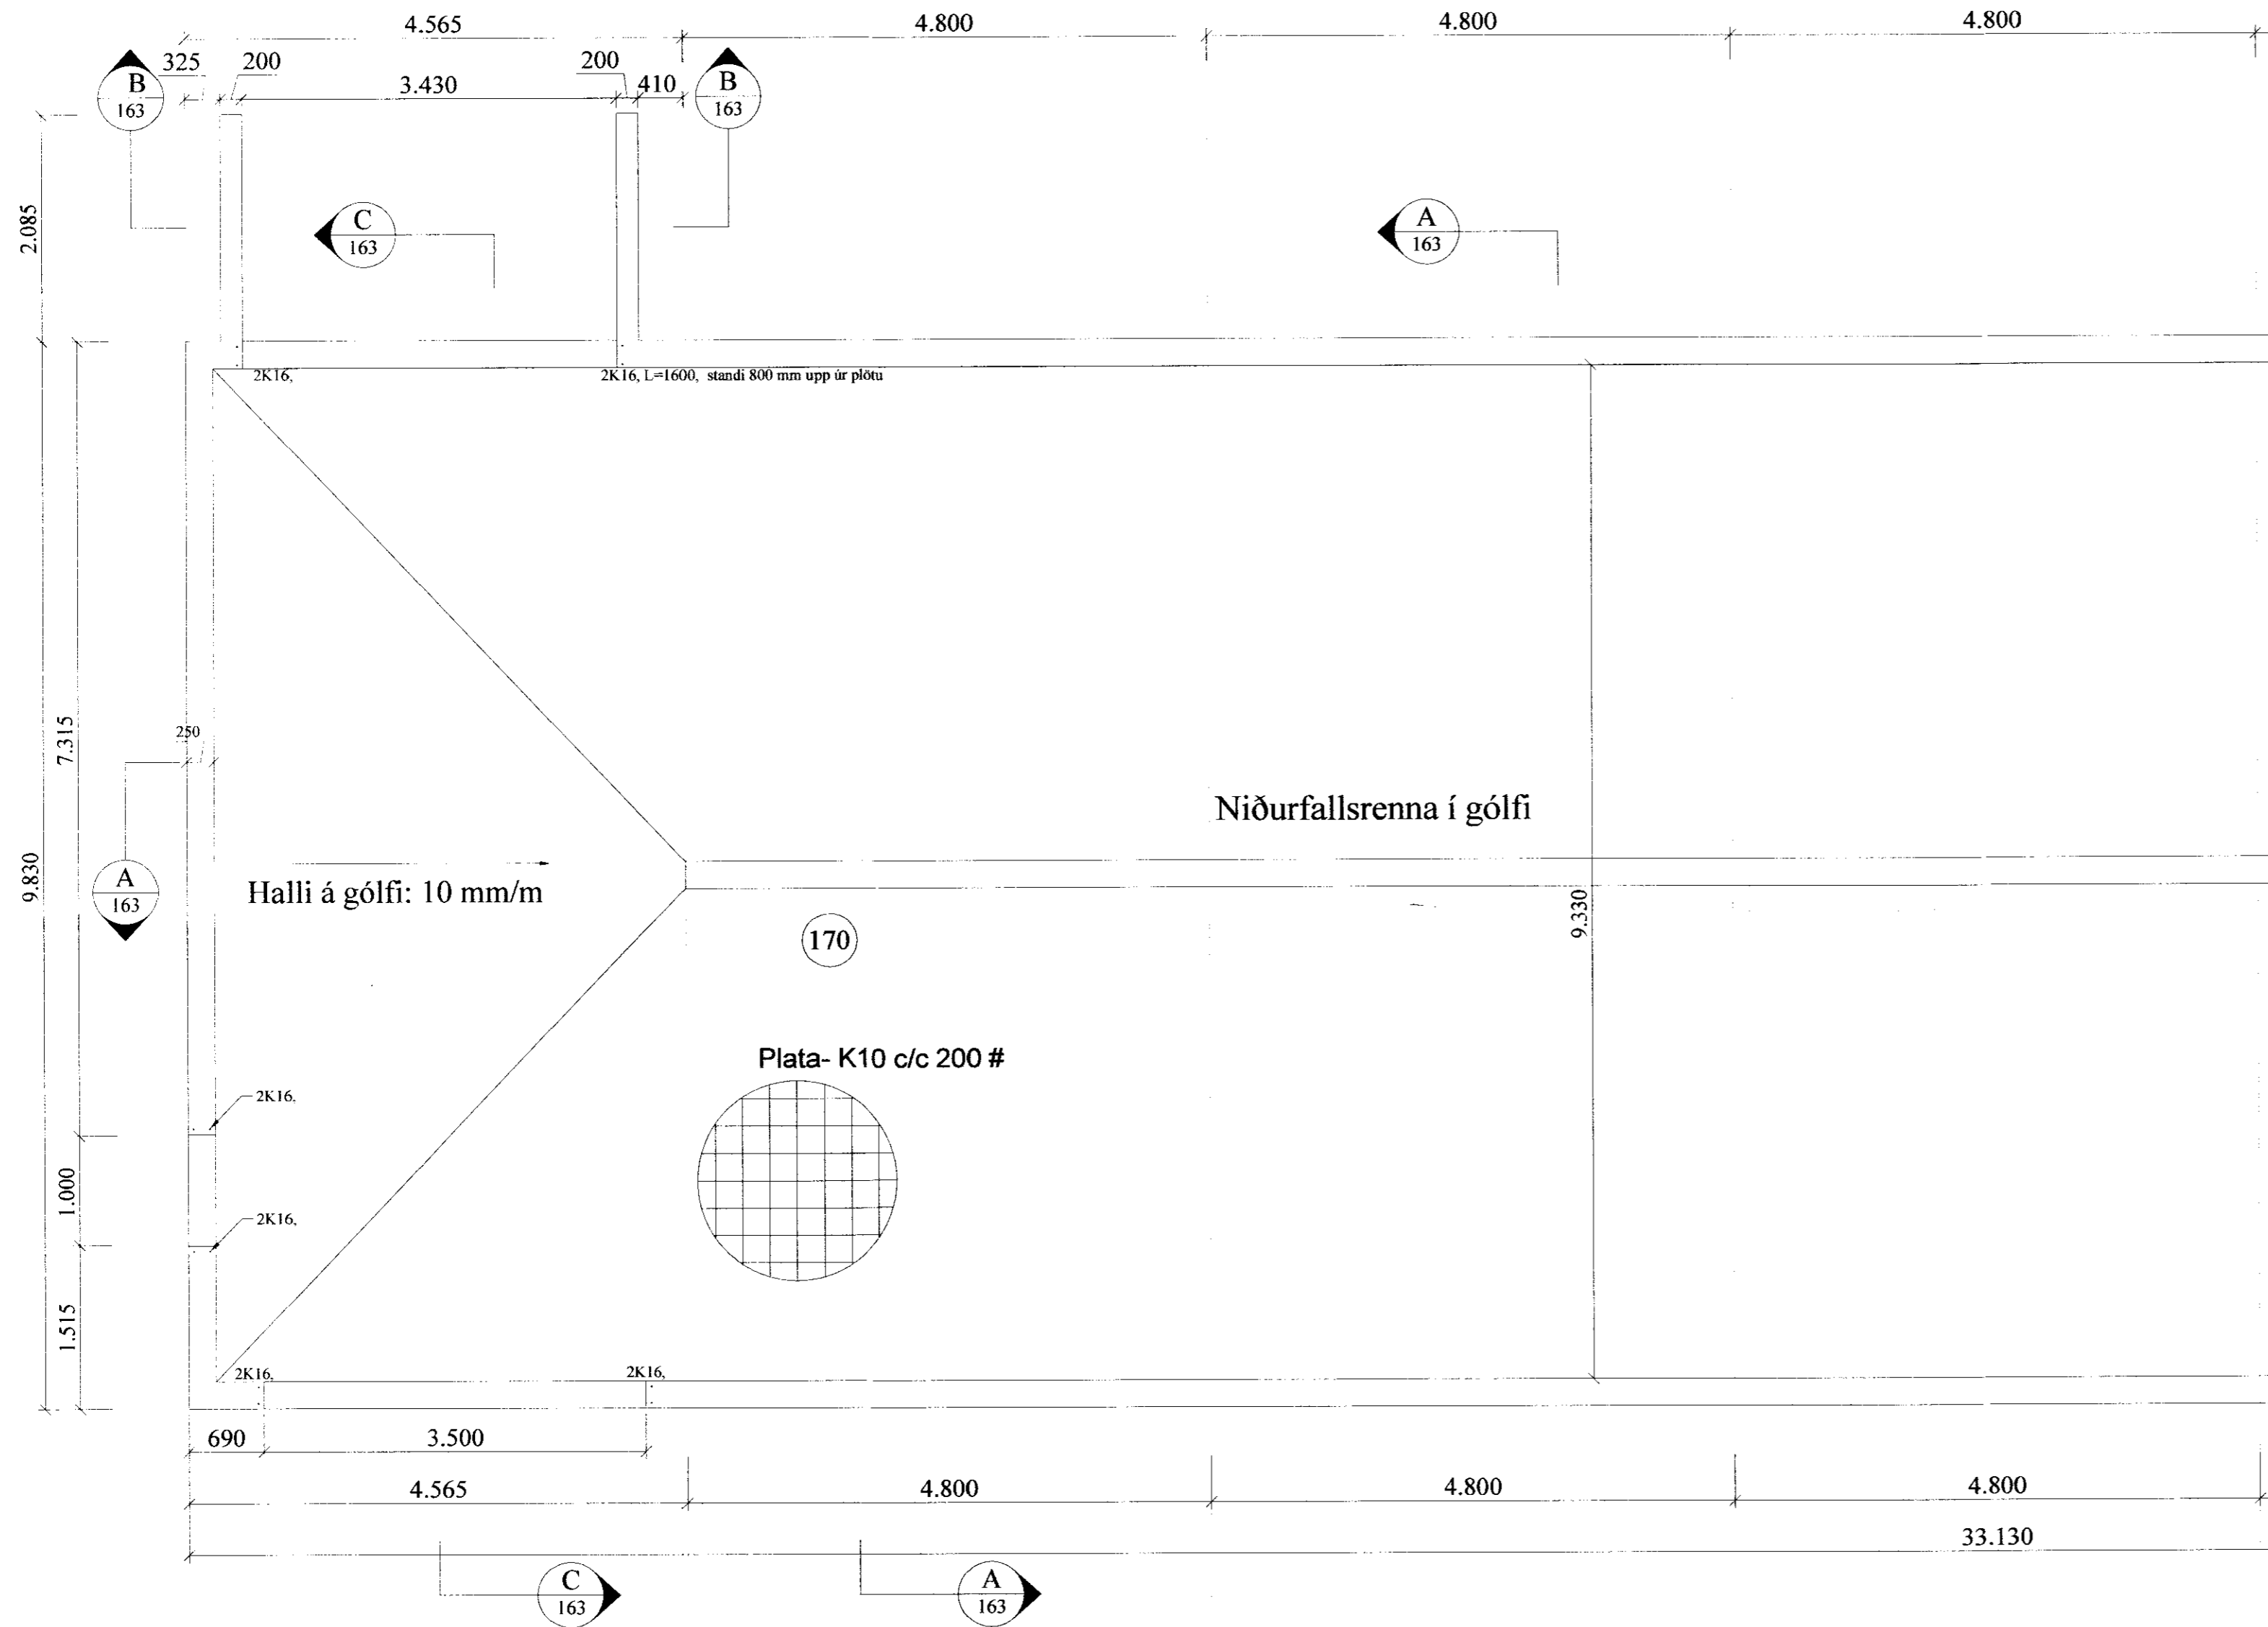 4.565
4.800
4.800
4.800
325
200
3.430
200
410
B
163
B
163
2.085
C
163
A
163
2K16,
2K16, L=1600, standi 800 mm upp úr plötu
7.315
250
9.830
Niðurfallsrenna í gólfi
A
163
Halli á gólfi: 10 mm/m
9.330
170
Plata- K10 c/c 200 #
2K16,
1.000
2K16,
1.515
2K16,
2K16,
690
3.500
4.565
4.800
4.800
4.800
33.130
C
163
A
163